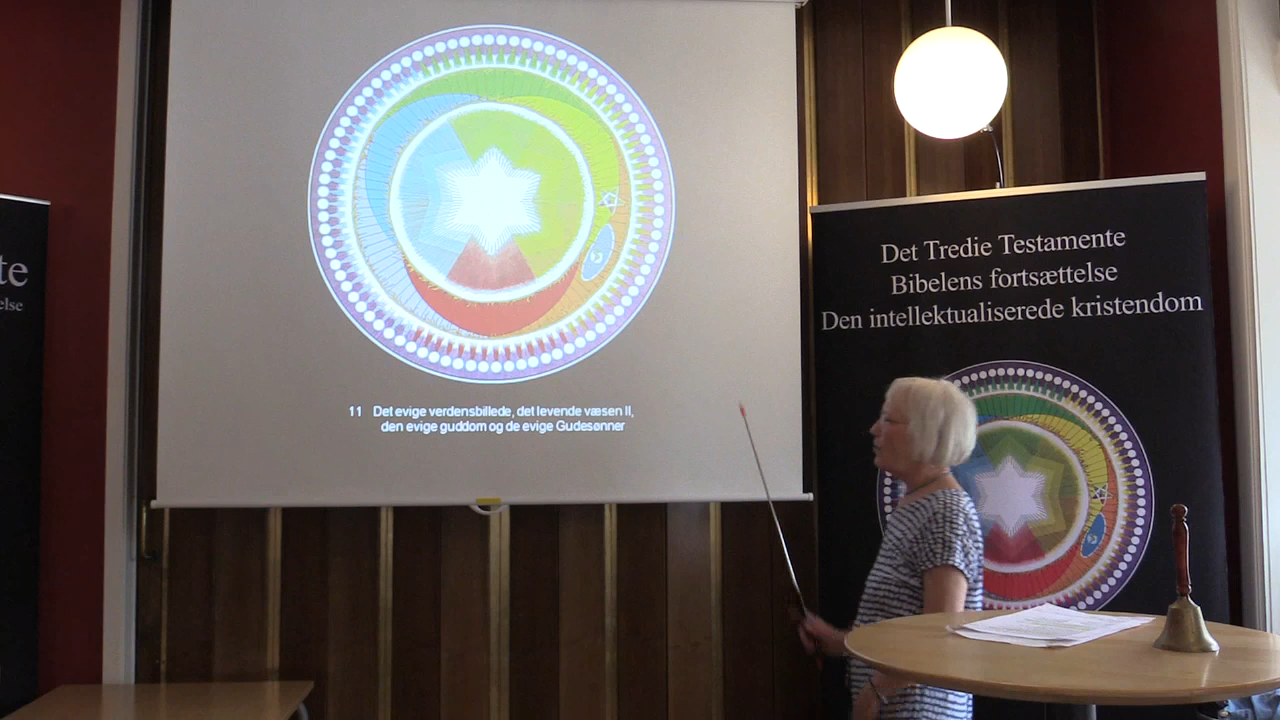 11 Det evige verdensbillede, det levende væsen II,
den evige guddom og de evige Gudesønner
Det Tredie Testamente
Bibelens fortsættelse
Den intellektualiserede kristendom
te
else